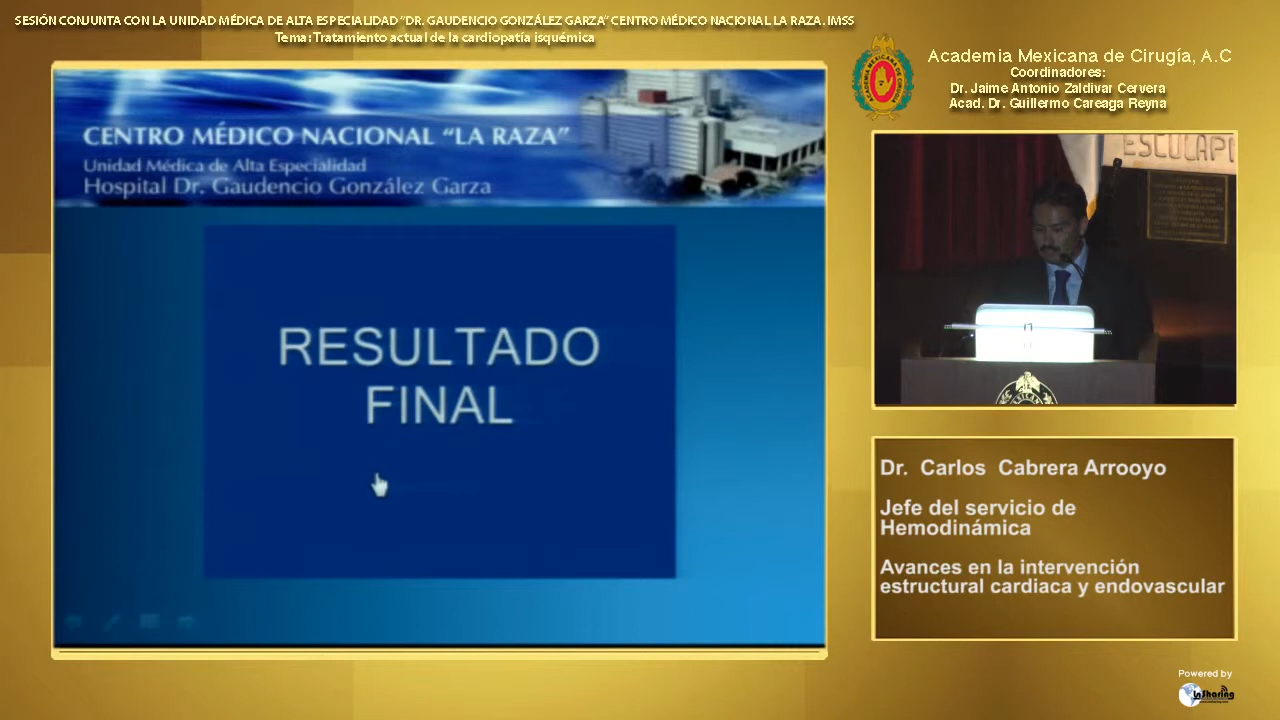 SESIÓN CONJUNTA CON LA UNIDAD MÉDICA DE ALTA ESPECIALIDAD "DR. GAUDENCIO GONZÁLEZ GARZA" CENTRO MÉDICO NACIONAL LA RAZA. IMSS
Tema: Tratamiento actual de la cardiopatía isquémica
Academia Mexicana de Cirugía, A.C
Coordinadores:
Dr. Jaime Antonio Zaldívar Cervera
Acad. Dr. Guillermo Careaga Reyna
CENTRO MÉDICO NACIONAL "LA RAZA"
Unidad Médica de Alta Especialidad
Hospital Dr. Gaudencio González Garza
RESULTADO
FINAL
ESCULAPI
Dr. Carlos Cabrera Arrooyo
Jefe del servicio de
Hemodinámica
Avances en la intervención
estructural cardiaca y endovascular
Powered by
InSharing